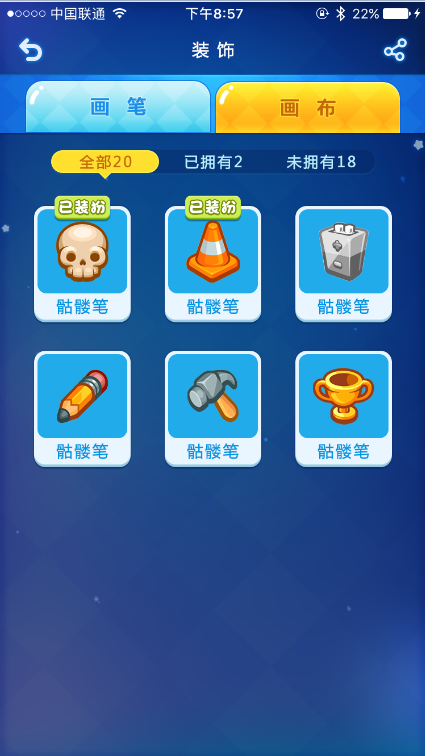 中国联通 下午8:57 22%
装饰
画笔 画布
全部20 已拥有2 未拥有18
已装扮 已装扮
骷髅笔 骷髅笔 骷髅笔
骷髅笔 骷髅笔 骷髅笔